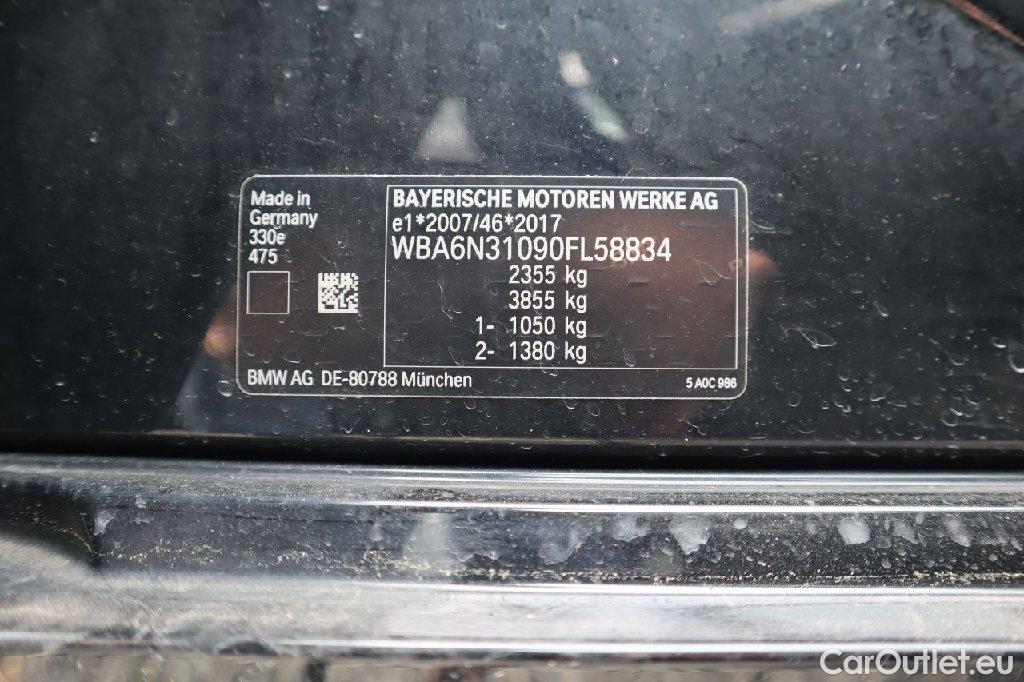 Made in
Germany
330e
475
BAYERISCHE MOTOREN WERKE AG
e1*2007/46*2017
WBA6N31090FL58834
2355 kg
3855 kg
1- 1050 kg
2- 1380 kg
BMW AG DE-80788 München
5 A0C 986
CarOutlet.eu